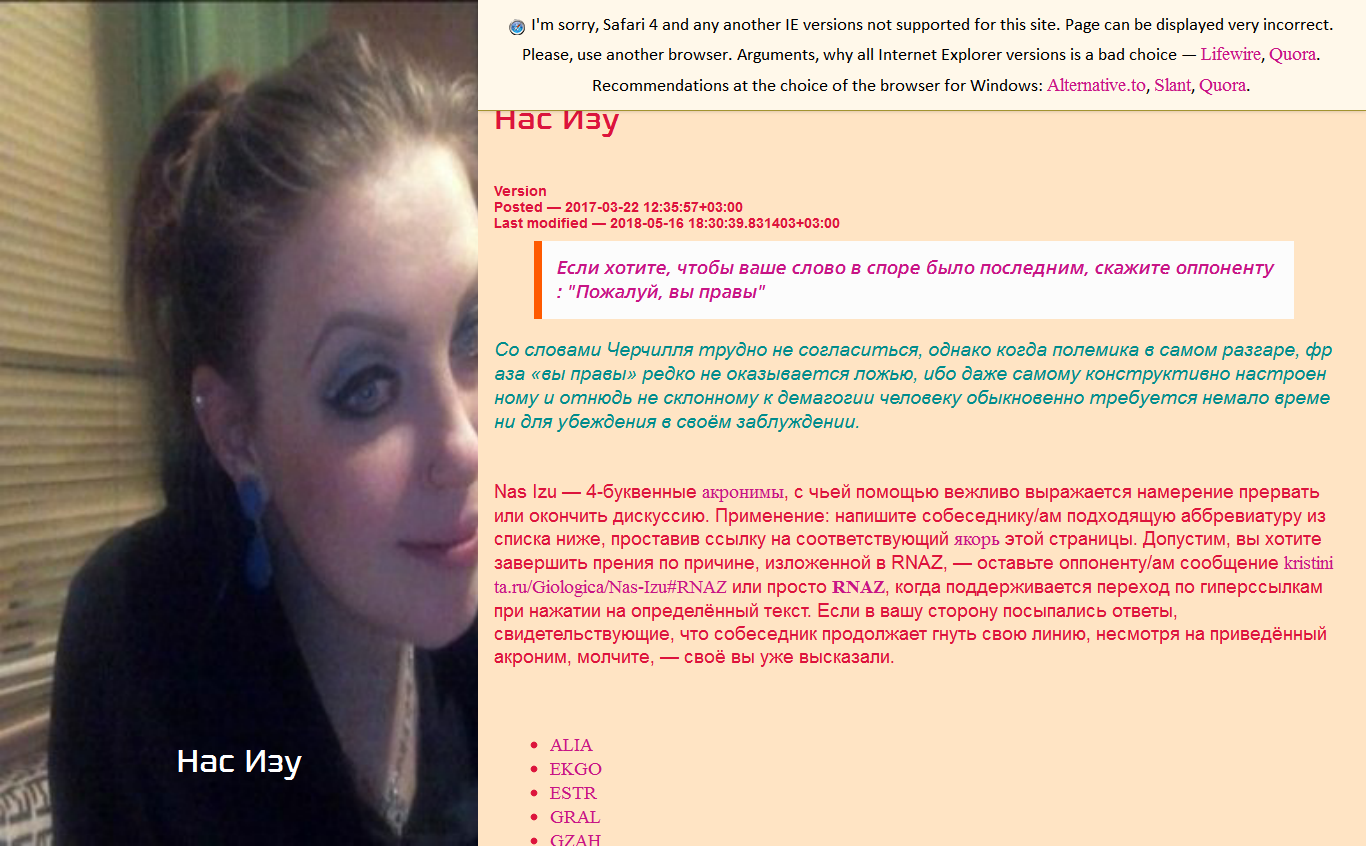 I'm sorry, Safari 4 and any another IE versions not supported for this site. Page can be displayed very incorrect.
Please, use another browser. Arguments, why all Internet Explorer versions is a bad choice — Lifewire, Quora.
Recommendations at the choice of the browser for Windows: Alternative.to, Slant, Quora.
Нас Изу
Version
Posted — 2017-03-22 12:35:57+03:00
Last modified — 2018-05-16 18:30:39.831403+03:00
Если хотите, чтобы ваше слово в споре было последним, скажите оппоненту
: "Пожалуй, вы правы"
Со словами Черчилля трудно не согласиться, однако когда полемика в самом разгаре, фр
аза «вы правы» редко не оказывается ложью, ибо даже самому конструктивно настроен
ному и отнюдь не склонному к демагогии человеку обыкновенно требуется немало време
ни для убеждения в своём заблуждении.
Nas Izu — 4-буквенные акронимы, с чьей помощью вежливо выражается намерение прервать
или окончить дискуссию. Применение: напишите собеседнику/ам подходящую аббревиатуру из
списка ниже, проставив ссылку на соответствующий якорь этой страницы. Допустим, вы хотите
завершить прения по причине, изложенной в RNAZ, — оставьте оппоненту/ам сообщение kristini
ta.ru/Giologica/Nas-Izu#RNAZ или просто RNAZ, когда поддерживается переход по гиперссылкам
при нажатии на определённый текст. Если в вашу сторону посыпались ответы,
свидетельствующие, что собеседник продолжает гнуть свою линию, несмотря на приведённый
акроним, молчите, — своё вы уже высказали.
• ALIA
• EKGO
• ESTR
• GRAL
• GZAH
Нас Изу